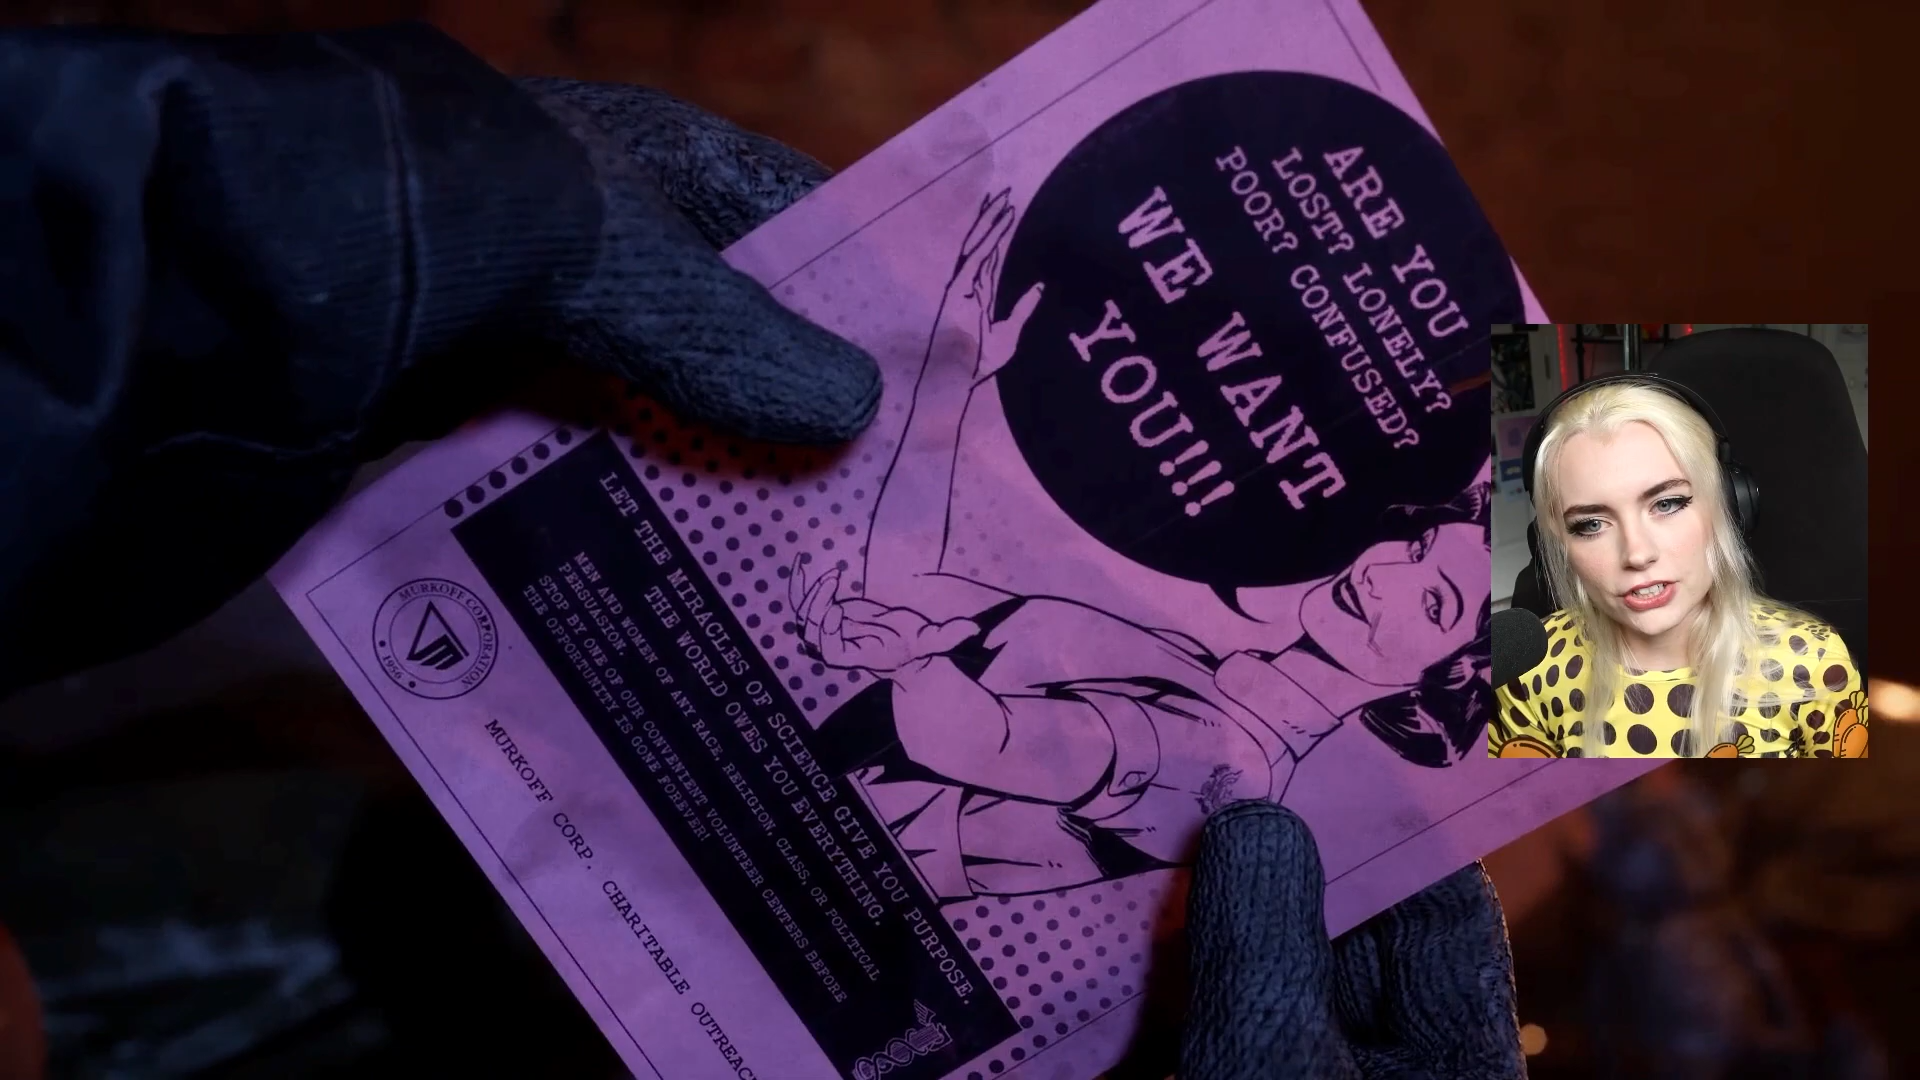 ARE YOU
LOST? LONELY?
POOR? CONFUSED?
WE WANT
YOU!!!
LET THE MIRACLES OF SCIENCE GIVE YOU PURPOSE.
THE WORLD OWES YOU EVERYTHING.
MEN AND WOMEN OF ANY RACE, RELIGION, CLASS, OR POLITICAL
PERSUASION.
STOP BY ONE OF OUR CONVENIENT VOLUNTEER CENTERS BEFORE
THE OPPORTUNITY IS GONE FOREVER!
MURKOFF CORPORATION
1956
MURKOFF CORP. CHARITABLE